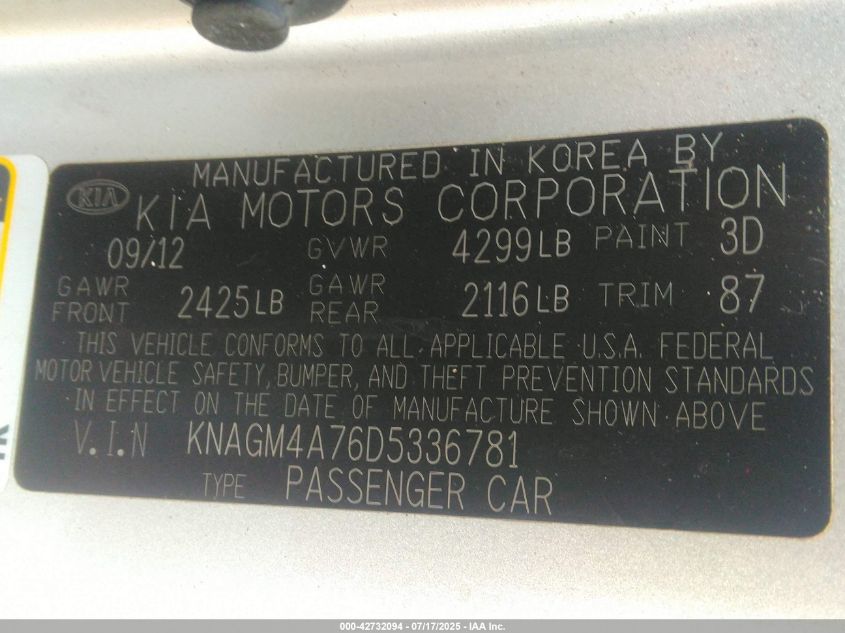 MANUFACTURED IN KOREA BY
KIA KIA MOTORS CORPORATION
09/12 GVWR 4299LB PAINT 3D
GAWR FRONT 2425LB GAWR REAR 2116LB TRIM 87
THIS VEHICLE CONFORMS TO ALL APPLICABLE U.S.A. FEDERAL
MOTOR VEHICLE SAFETY, BUMPER, AND THEFT PREVENTION STANDARDS
IN EFFECT ON THE DATE OF MANUFACTURE SHOWN ABOVE
V.I.N KNAGM4A76D5336781
TYPE PASSENGER CAR
000-42732094 - 07/17/2025 - IAA Inc.